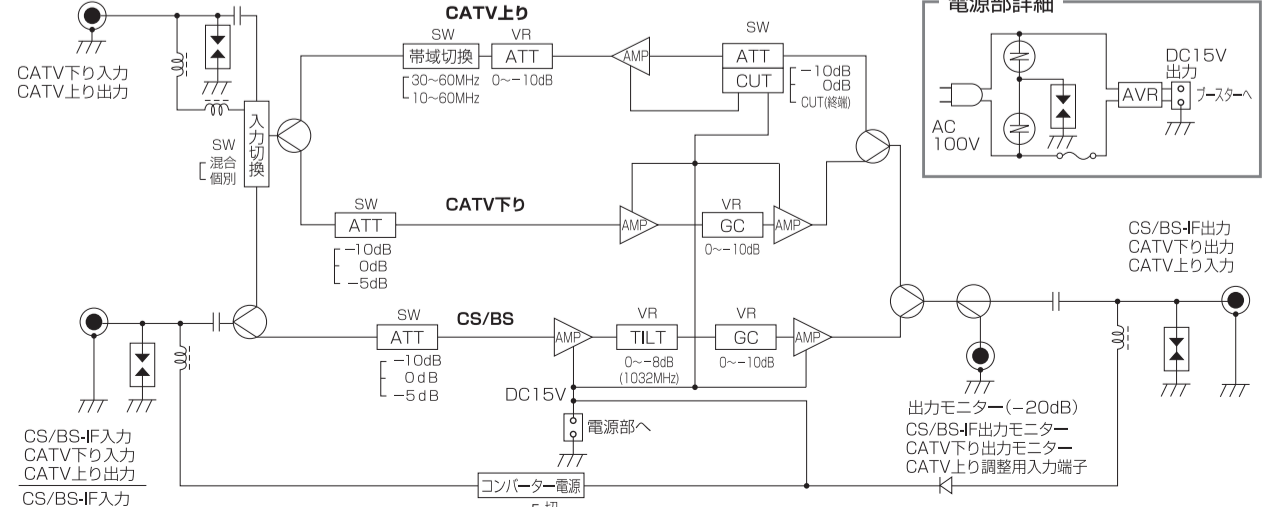 CATV下り入力
CATV上り出力
SW
混合
個別
入力切換
CATV上り
SW
帯域切換
30〜60MHz
10〜60MHz
VR
ATT
0〜−10dB
AMP
SW
ATT
CUT
−10dB
0dB
CUT(終端)
電源部詳細
AC
100V
AVR
DC15V
出力
ブースターへ
SW
ATT
−10dB
0dB
−5dB
CATV下り
AMP
VR
GC
0〜−10dB
AMP
CS/BS-IF出力
CATV下り出力
CATV上り入力
SW
ATT
−10dB
0dB
−5dB
CS/BS
AMP
VR
TILT
0〜−8dB
(1032MHz)
VR
GC
0〜−10dB
AMP
DC15V
電源部へ
出力モニター(−20dB)
CS/BS-IF出力モニター
CATV下り出力モニター
CATV上り調整用入力端子
CS/BS-IF入力
CATV下り入力
CATV上り出力
CS/BS-IF入力
コンバーター電源